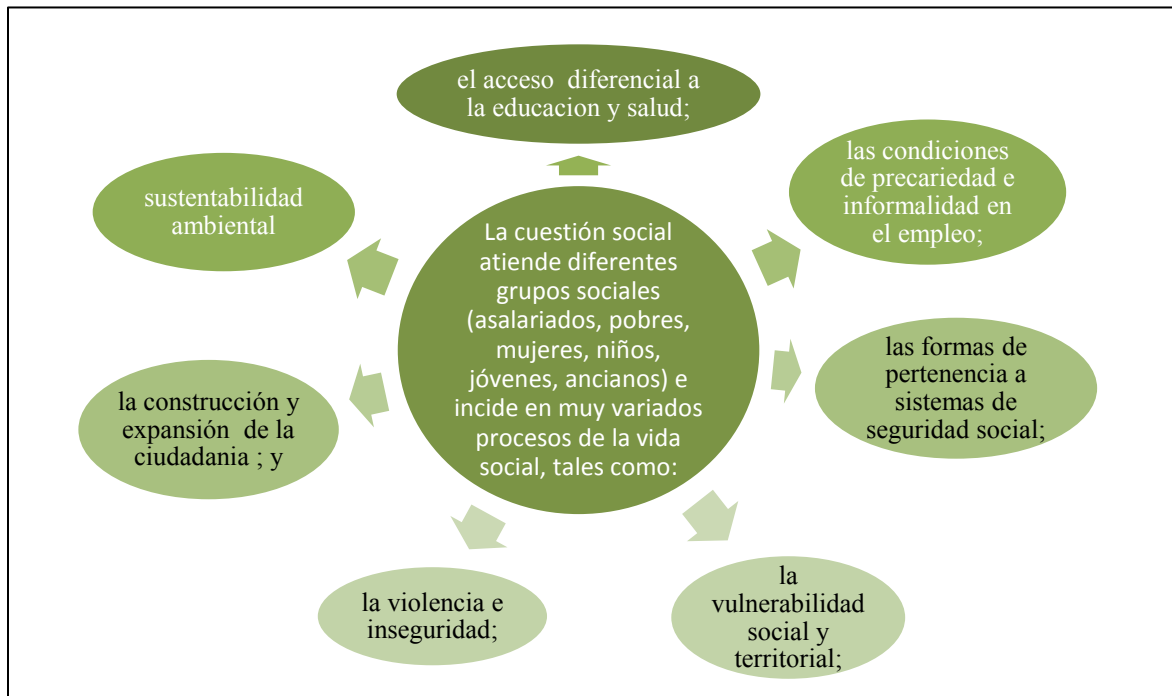 el acceso diferencial a
la educacion y salud;
las condiciones
de precariedad e
informalidad en
el empleo;
las formas de
pertenencia a
sistemas de
seguridad social;
la
vulnerabilidad
social y
territorial;
la violencia e
inseguridad;
la construcción y
expansión de la
ciudadania ; y
sustentabilidad
ambiental
La cuestión social
atiende diferentes
grupos sociales
(asalariados, pobres,
mujeres, niños,
jóvenes, ancianos) e
incide en muy variados
procesos de la vida
social, tales como: